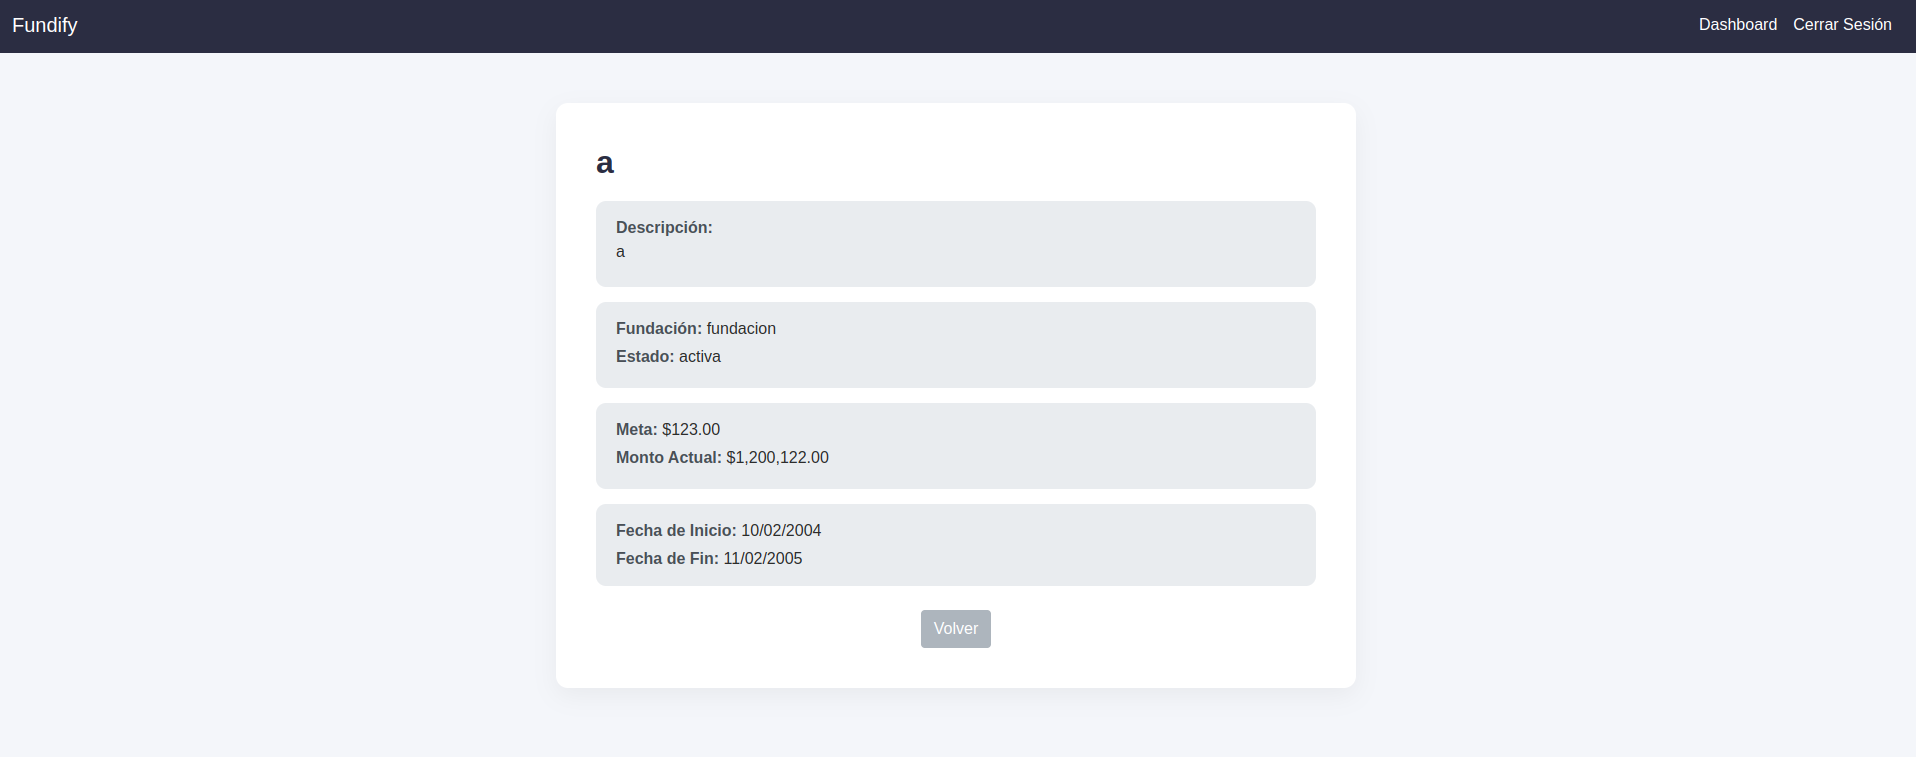 Fundify
Dashboard
Cerrar Sesión
a
Descripción:
a
Fundación: fundacion
Estado: activa
Meta: $123.00
Monto Actual: $1,200,122.00
Fecha de Inicio: 10/02/2004
Fecha de Fin: 11/02/2005
Volver